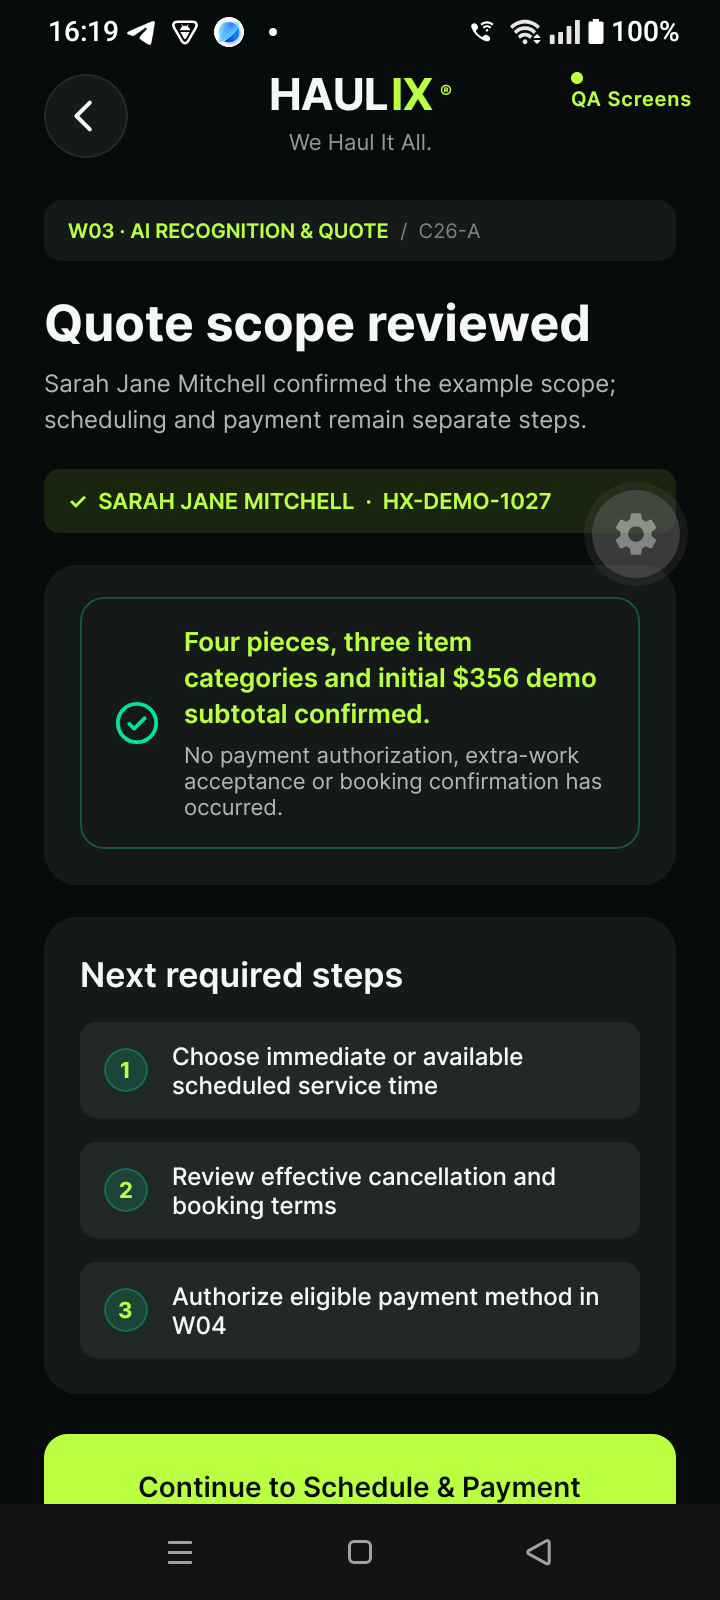 16:19
100%
HAULIX ®
QA Screens
We Haul It All.
W03 · AI RECOGNITION & QUOTE / C26-A
Quote scope reviewed
Sarah Jane Mitchell confirmed the example scope;
scheduling and payment remain separate steps.
✓ SARAH JANE MITCHELL · HX-DEMO-1027
Four pieces, three item
categories and initial $356 demo
subtotal confirmed.
No payment authorization, extra-work
acceptance or booking confirmation has
occurred.
Next required steps
1
Choose immediate or available
scheduled service time
2
Review effective cancellation and
booking terms
3
Authorize eligible payment method in
W04
Continue to Schedule & Payment